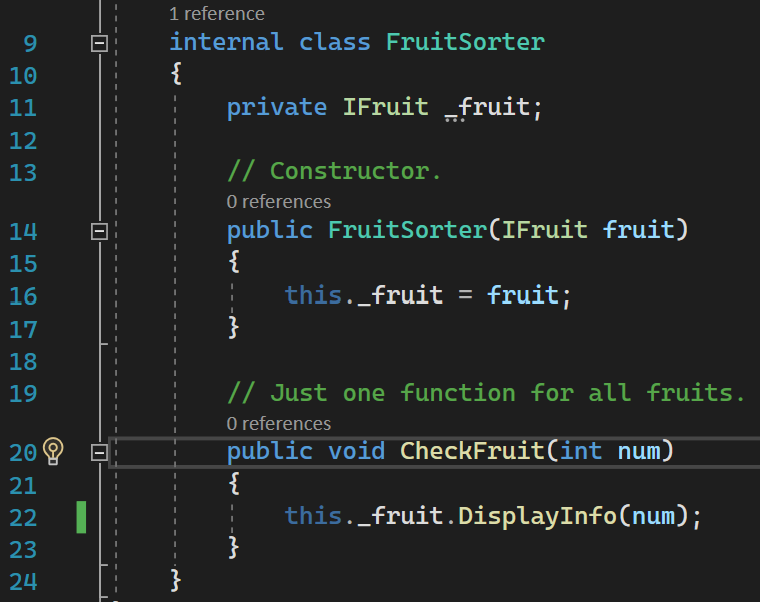 1 reference
9 internal class FruitSorter
10 {
11 private IFruit _fruit;
12
13 // Constructor.
0 references
14 public FruitSorter(IFruit fruit)
15 {
16 this._fruit = fruit;
17 }
18
19 // Just one function for all fruits.
0 references
20 public void CheckFruit(int num)
21 {
22 this._fruit.DisplayInfo(num);
23 }
24 }